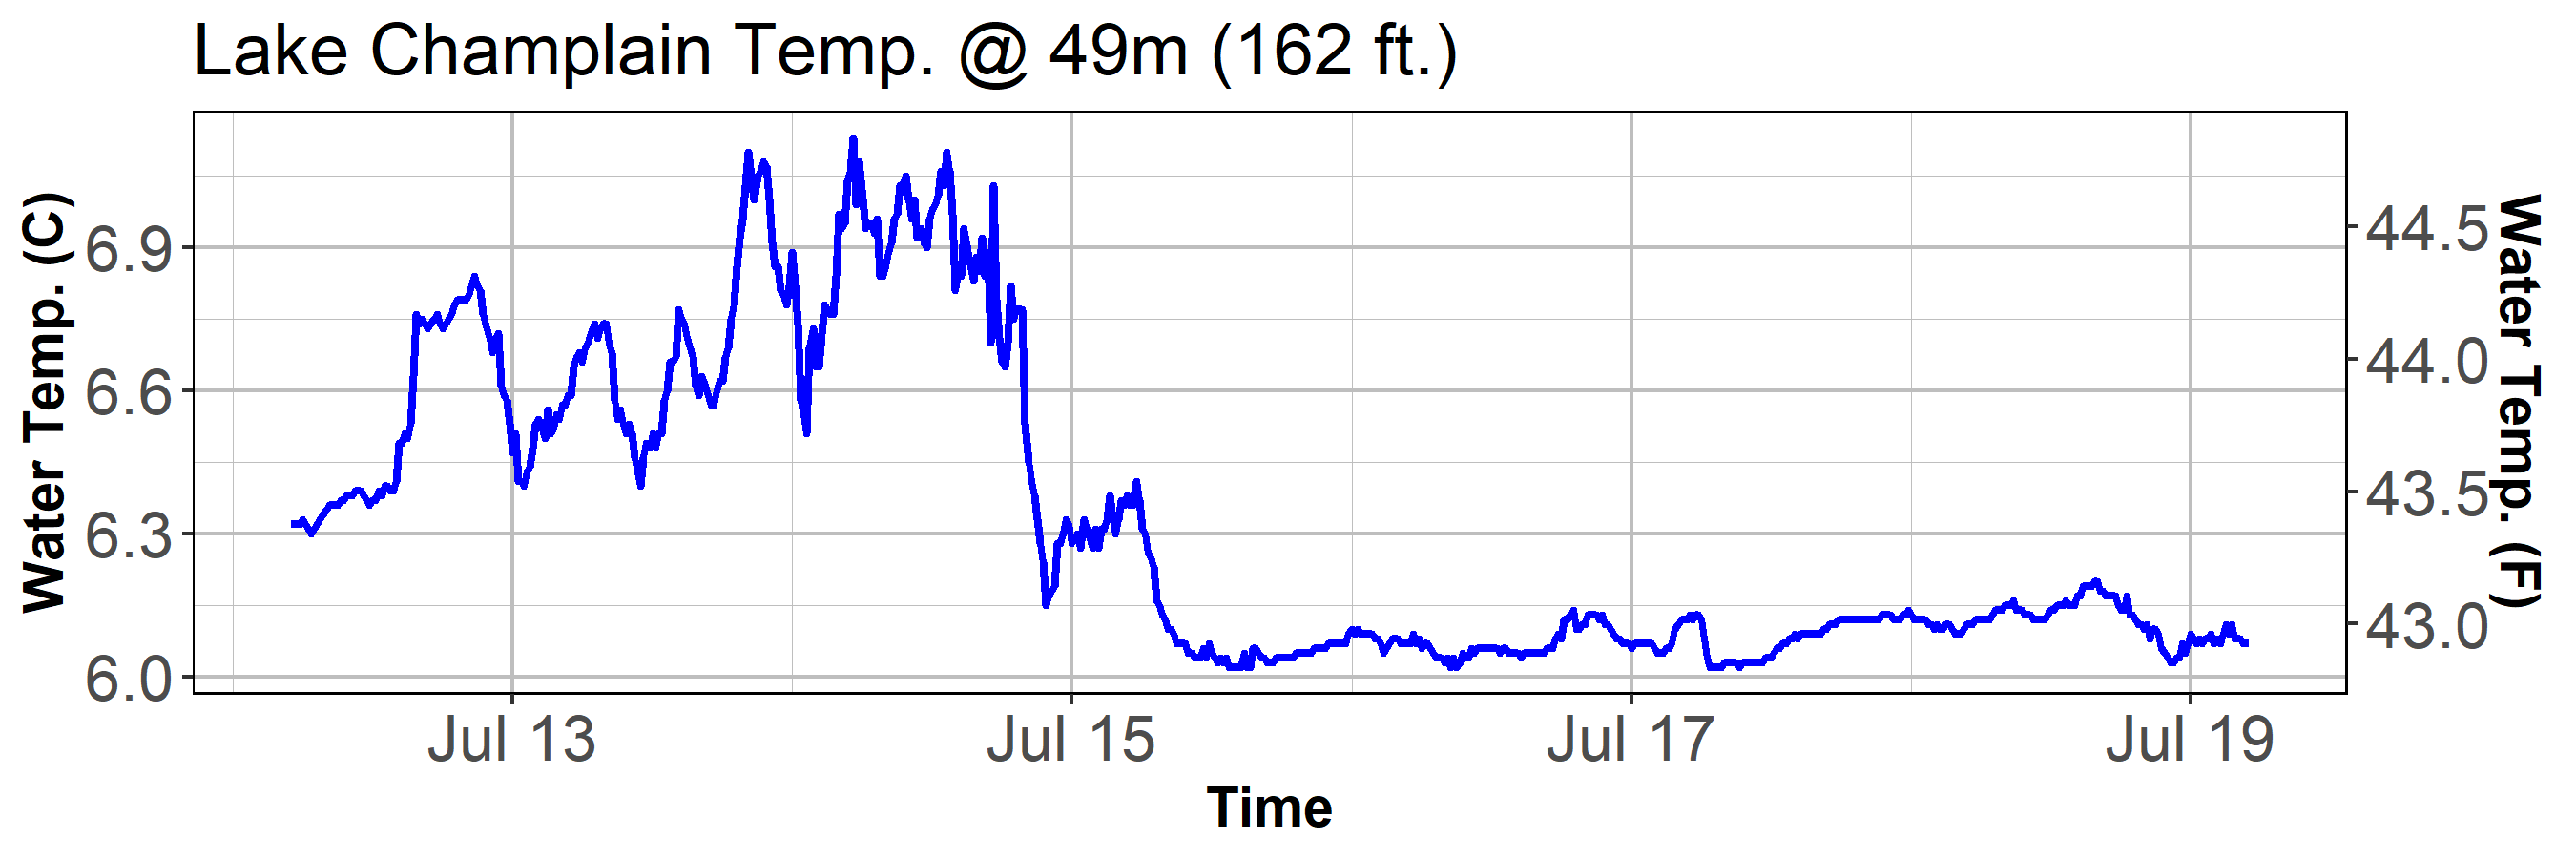 Lake Champlain Temp. @ 49m (162 ft.)
Water Temp. (C)
6.9
6.6
6.3
6.0
44.5
44.0
43.5
43.0
Water Temp. (F)
Jul 13 Jul 15 Jul 17 Jul 19
Time